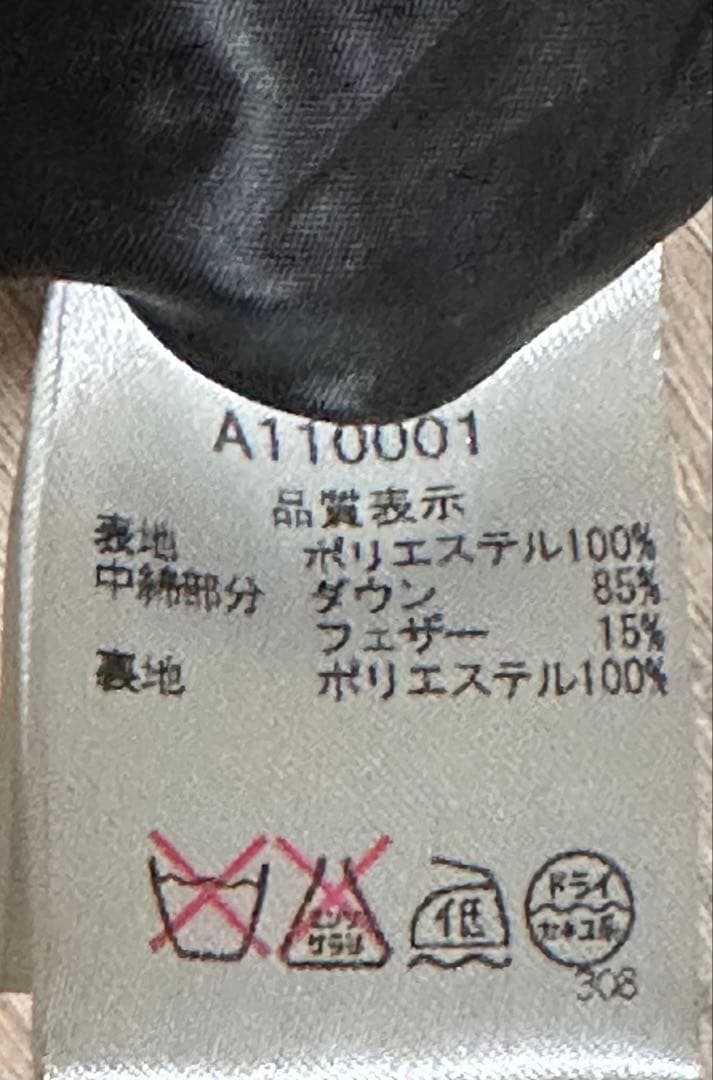 A110001
品質表示
表地 ポリエステル100%
中綿部分 ダウン 85%
フェザー 15%
裏地 ポリエステル100%
エンソ
サラシ
低
ドライ
セキユ系
308